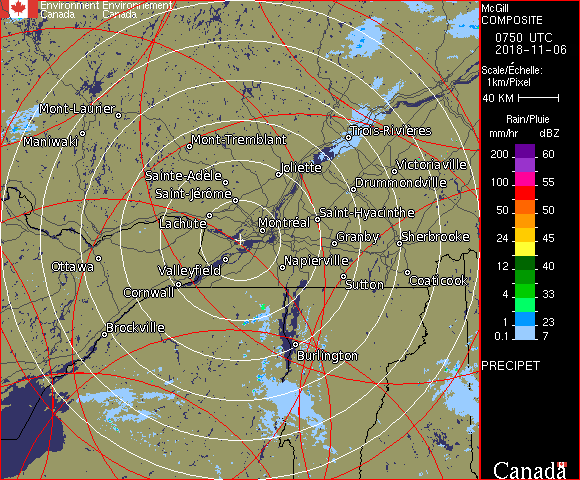 Environment Environnement
Canada Canada
McGill
COMPOSITE
0750 UTC
2018-11-06
Scale/Échelle:
1km/Pixel
40 KM
Rain/Pluie
mm/hr dBZ
200 60
155
100 55
50 50
24 45
12 40
4 33
1 23
0.1 7
PRECIPET
Canada
Mont-Laurier
Maniwaki
Mont-Tremblant
Trois-Rivières
Joliette
Victoriaville
Sainte-Adèle
Drummondville
Saint-Jérôme
Lachute
Saint-Hyacinthe
Montréal
Granby
Sherbrooke
Ottawa
Valleyfield
Napierville
Cornwall
Sutton
Coaticook
Brockville
Burlington